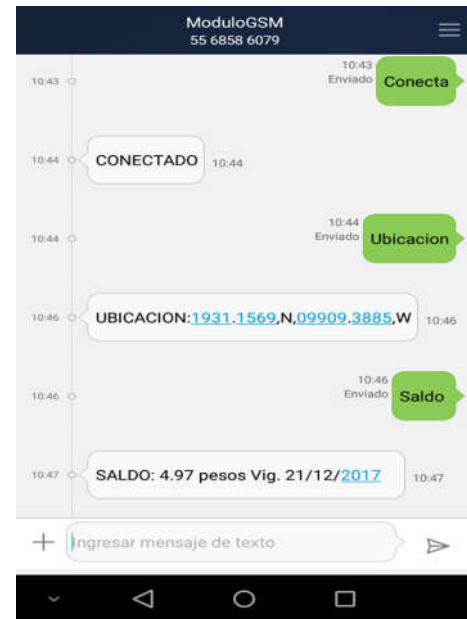 ModuloGSM
55 6858 6079
10:43
Enviado
Conecta
10:43
CONECTADO
10:44
10:44
10:44
Enviado
Ubicacion
10:44
UBICACION:1931.1569,N,09909.3885,W
10:46
10:46
10:46
Enviado
Saldo
10:46
SALDO: 4.97 pesos Vig. 21/12/2017
10:47
10:47
Ingresar mensaje de texto